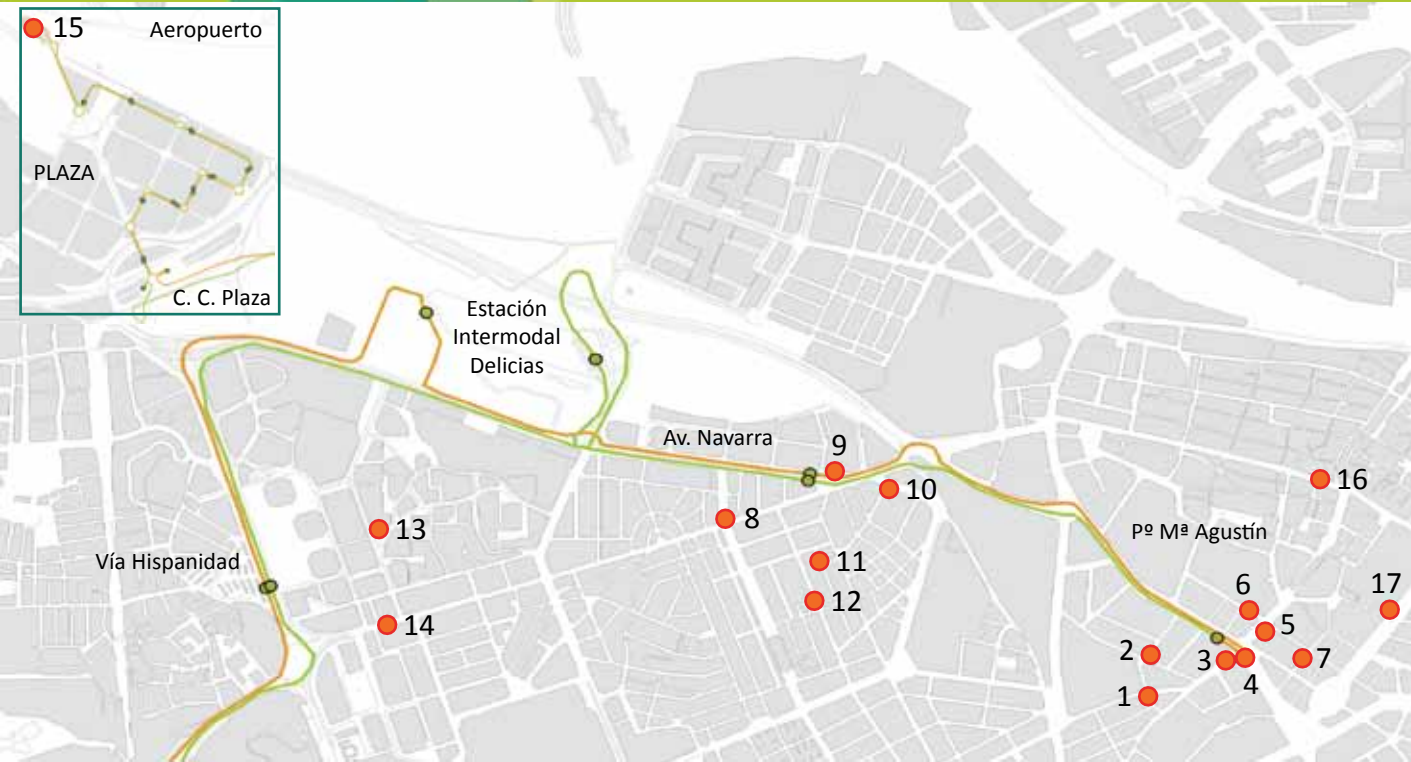 15
Aeropuerto
PLAZA
C. C. Plaza
Estación
Intermodal
Delicias
Av. Navarra
9
10
16
8
13
Pº Mª Agustín
Vía Hispanidad
11
12
6
17
14
5
2
3
4
7
1